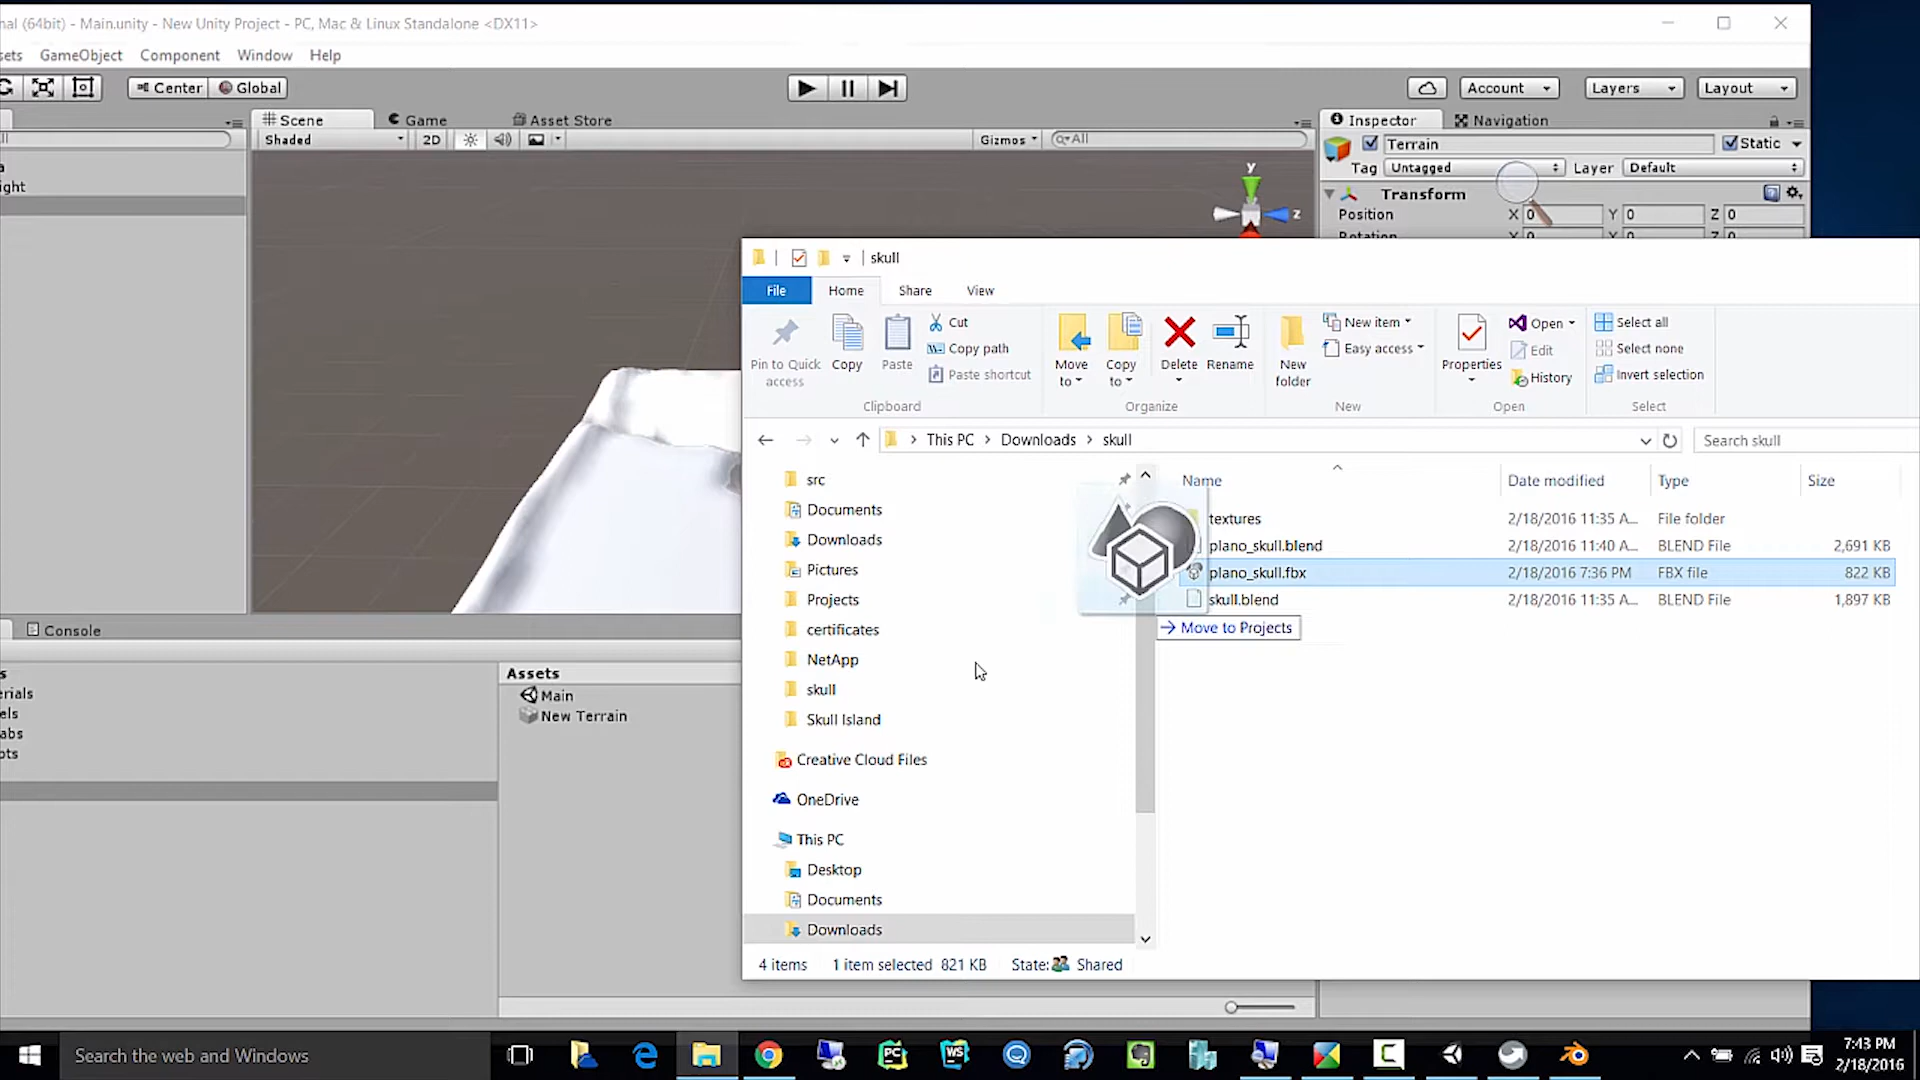 nal (64bit) - Main.unity - New Unity Project - PC, Mac & Linux Standalone <DX11>
sets GameObject Component Window Help
Center Global Account Layers Layout
Scene Game Asset Store Inspector Navigation
Shaded 2D Gizmos All
Terrain Static
Tag Untagged Layer Default
ight
y
z
Transform
Position X 0 Y 0 Z 0
Rotation X 0 Y 0 Z 0
skull
File Home Share View
Pin to Quick access
Copy
Paste
Cut
Copy path
Paste shortcut
Move to
Copy to
Delete
Rename
New folder
New item
Easy access
Properties
Open
Edit
History
Select all
Select none
Invert selection
Clipboard Organize New Open Select
This PC Downloads skull
Search skull
Name Date modified Type Size
textures 2/18/2016 11:35 A... File folder
plano_skull.blend 2/18/2016 11:40 A... BLEND File 2,691 KB
plano_skull.fbx 2/18/2016 7:36 PM FBX file 822 KB
skull.blend 2/18/2016 11:35 A... BLEND File 1,897 KB
Move to Projects
src
Documents
Downloads
Pictures
Projects
certificates
NetApp
skull
Skull Island
Creative Cloud Files
OneDrive
This PC
Desktop
Documents
Downloads
4 items 1 item selected 821 KB State: Shared
Console
s
erials
els
abs
pts
Assets
Main
New Terrain
Search the web and Windows
PC
WS
C
7:43 PM
2/18/2016